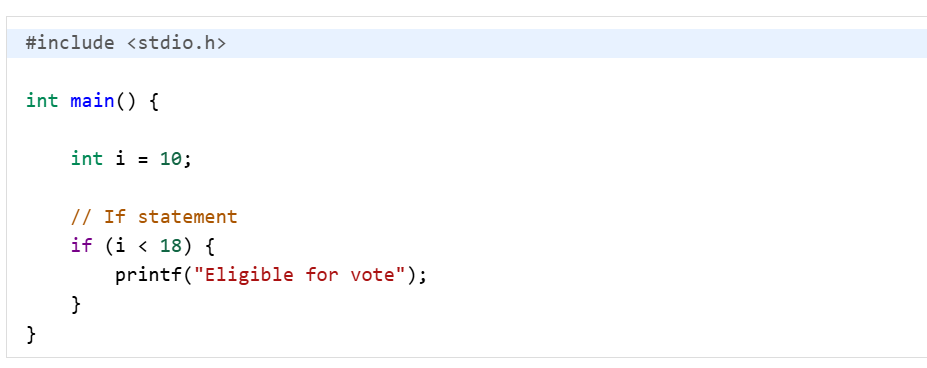 #include <stdio.h>
int main() {
int i = 10;
// If statement
if (i < 18) {
printf("Eligible for vote");
}
}